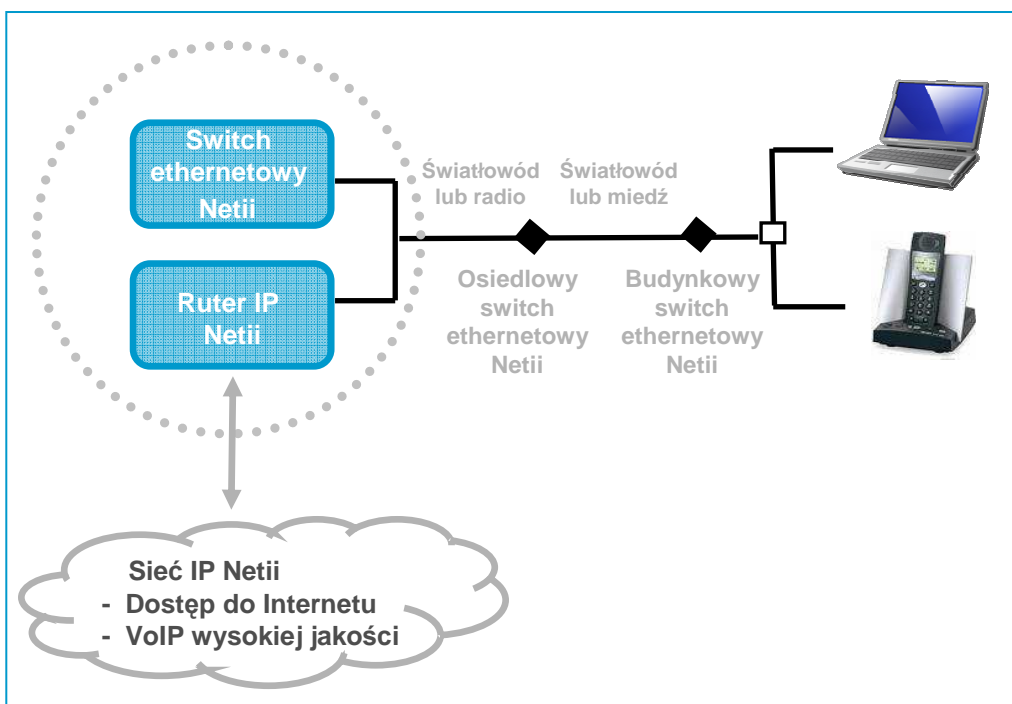 Switch
ethernetowy
Netii
Światłowód
lub radio
Światłowód
lub miedź
Ruter IP
Netii
Osiedlowy
switch
ethernetowy
Netii
Budynkowy
switch
ethernetowy
Netii
Sieć IP Netii
- Dostęp do Internetu
- VoIP wysokiej jakości